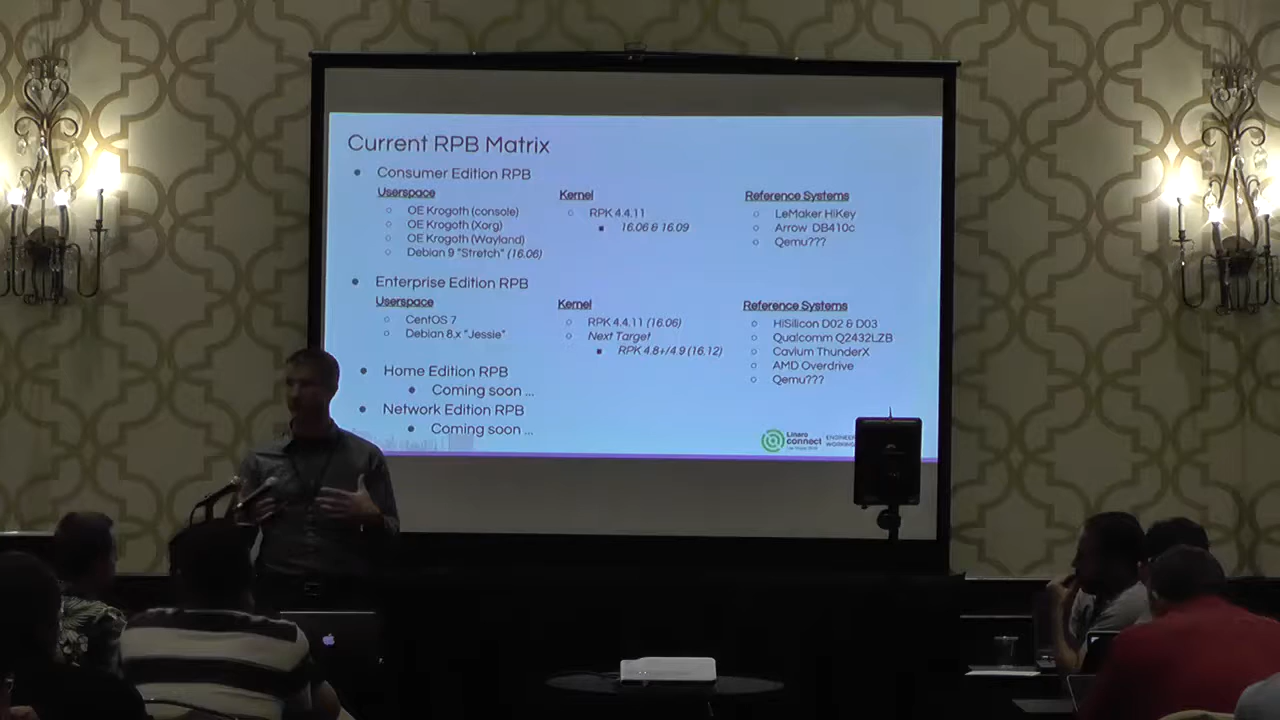 Current RPB Matrix
● Consumer Edition RPB
Userspace
○ OE Krogoth (console)
○ OE Krogoth (Xorg)
○ OE Krogoth (Wayland)
○ Debian 9 "Stretch" (16.06)
Kernel
○ RPK 4.4.11
■ 16.06 & 16.09
Reference Systems
○ LeMaker HiKey
○ Arrow DB410c
○ Qemu???
● Enterprise Edition RPB
Userspace
○ CentOS 7
○ Debian 8.x "Jessie"
Kernel
○ RPK 4.4.11 (16.06)
○ Next Target
■ RPK 4.8+/4.9 (16.12)
Reference Systems
○ HiSilicon D02 & D03
○ Qualcomm Q2432LZB
○ Cavium ThunderX
○ AMD Overdrive
○ Qemu???
● Home Edition RPB
● Coming soon ...
● Network Edition RPB
● Coming soon ...
Linaro
connect